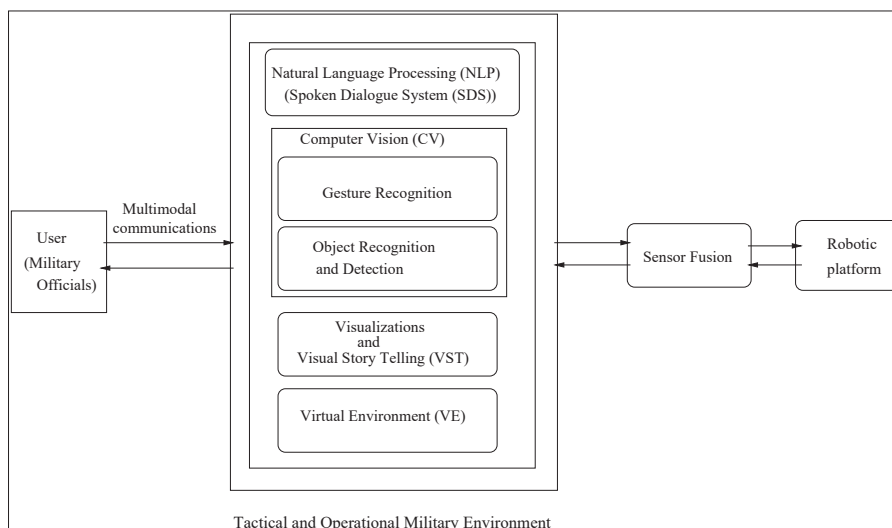 Natural Language Processing (NLP)
(Spoken Dialogue System (SDS))
Computer Vision (CV)
Gesture Recognition
Object Recognition
and Detection
Visualizations
and
Visual Story Telling (VST)
Virtual Environment (VE)
Multimodal
communications
User
(Military
Officials)
Sensor Fusion
Robotic
platform
Tactical and Operational Military Environment